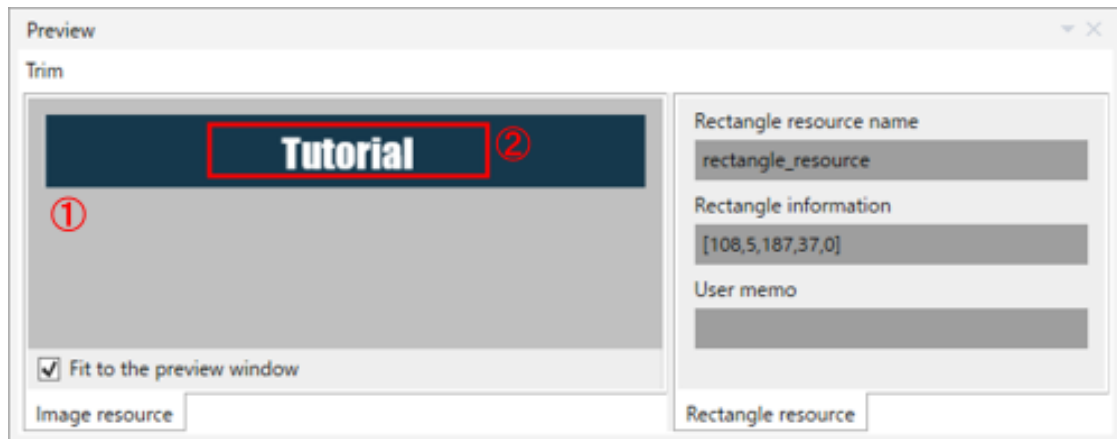 Preview
Trim
Tutorial
②
①
Fit to the preview window
Image resource
Rectangle resource name
rectangle_resource
Rectangle information
[108,5,187,37,0]
User memo
Rectangle resource